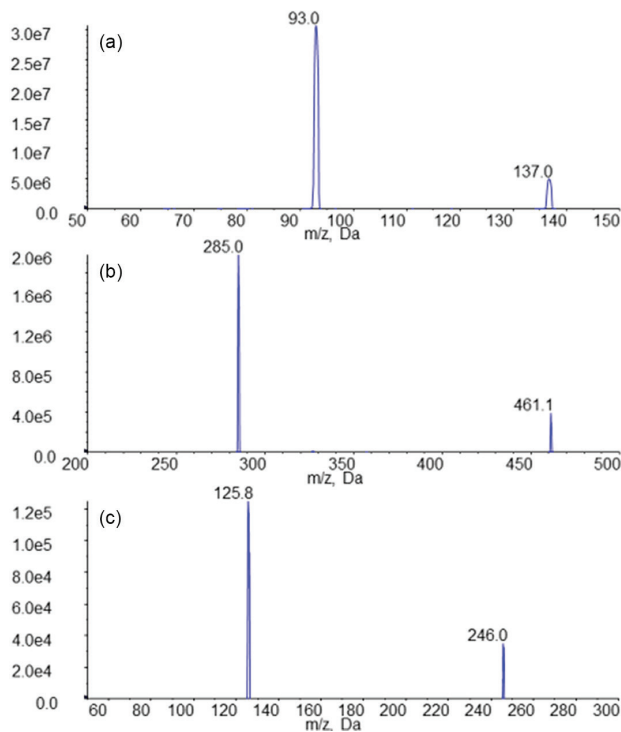 93.0
3.0e7
(a)
2.5e7
2.0e7
1.5e7
1.0e7
137.0
5.0e6
0.0
50 60 70 80 90 100 110 120 130 140 150
m/z, Da
285.0
2.0e6
(b)
1.6e6
1.2e6
8.0e5
461.1
4.0e5
0.0
200 250 300 350 400 450 500
m/z, Da
125.8
1.2e5
(c)
1.0e5
8.0e4
6.0e4
246.0
4.0e4
2.0e4
0.0
60 80 100 120 140 160 180 200 220 240 260 280 300
m/z, Da